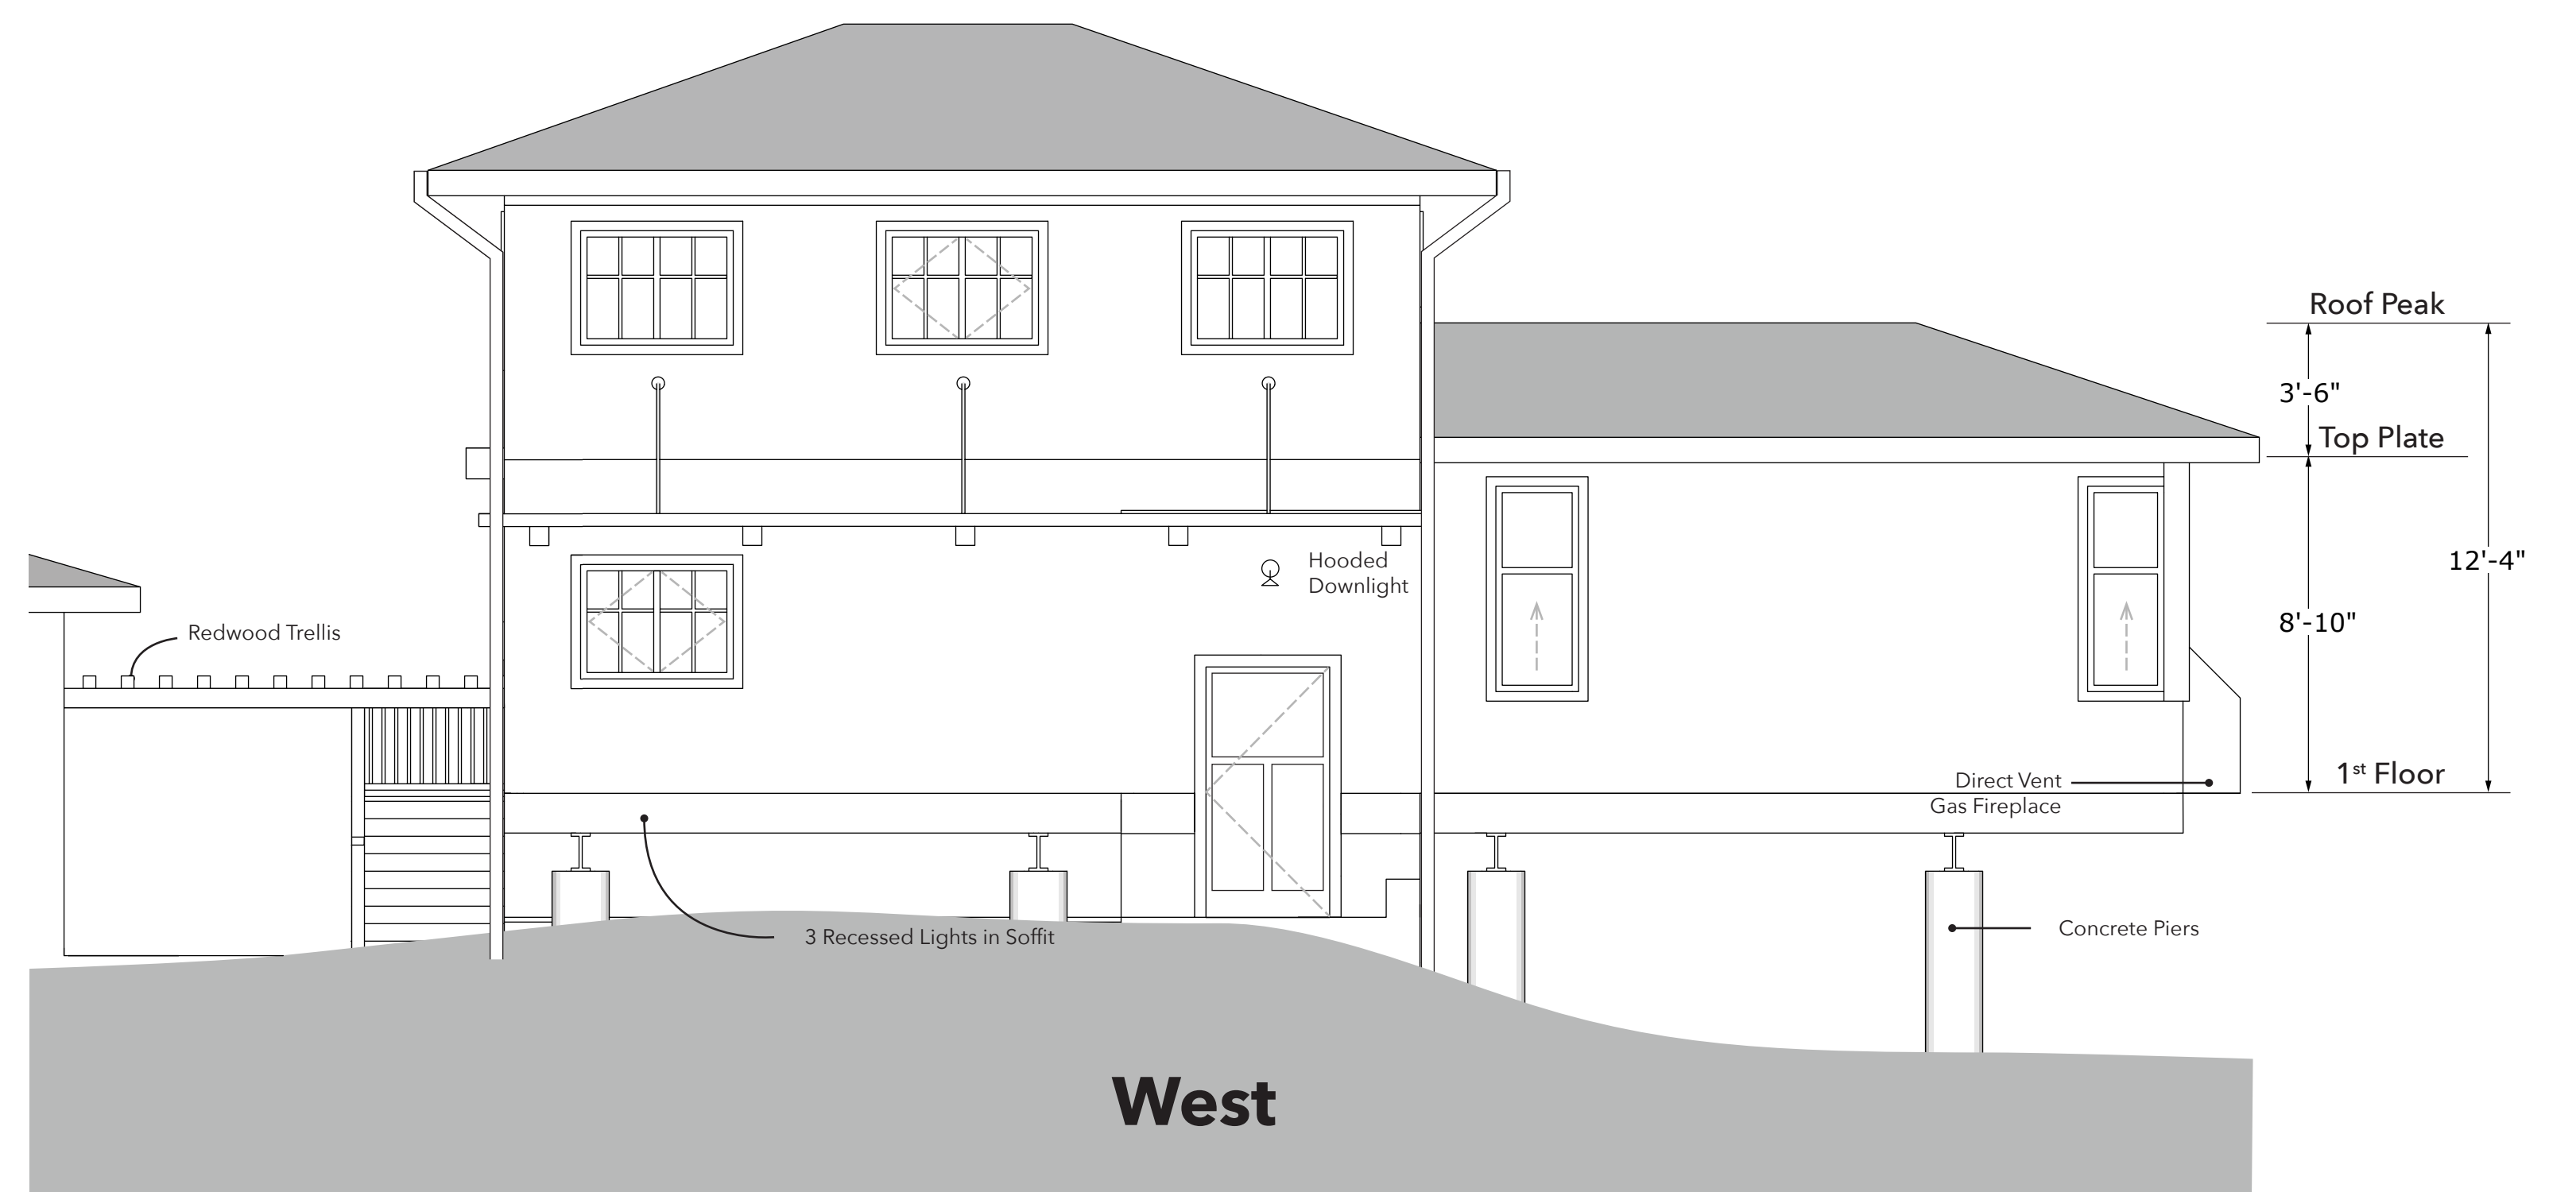 Roof Peak
3'-6"
Top Plate
12'-4"
Hooded
Downlight
8'-10"
Redwood Trellis
1st Floor
Direct Vent
Gas Fireplace
3 Recessed Lights in Soffit
Concrete Piers
West